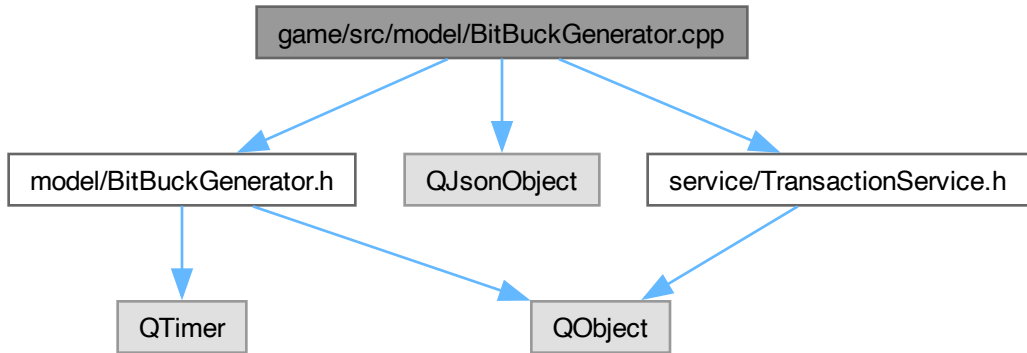 game/src/model/BitBuckGenerator.cpp
model/BitBuckGenerator.h
QJsonObject
service/TransactionService.h
QTimer
QObject